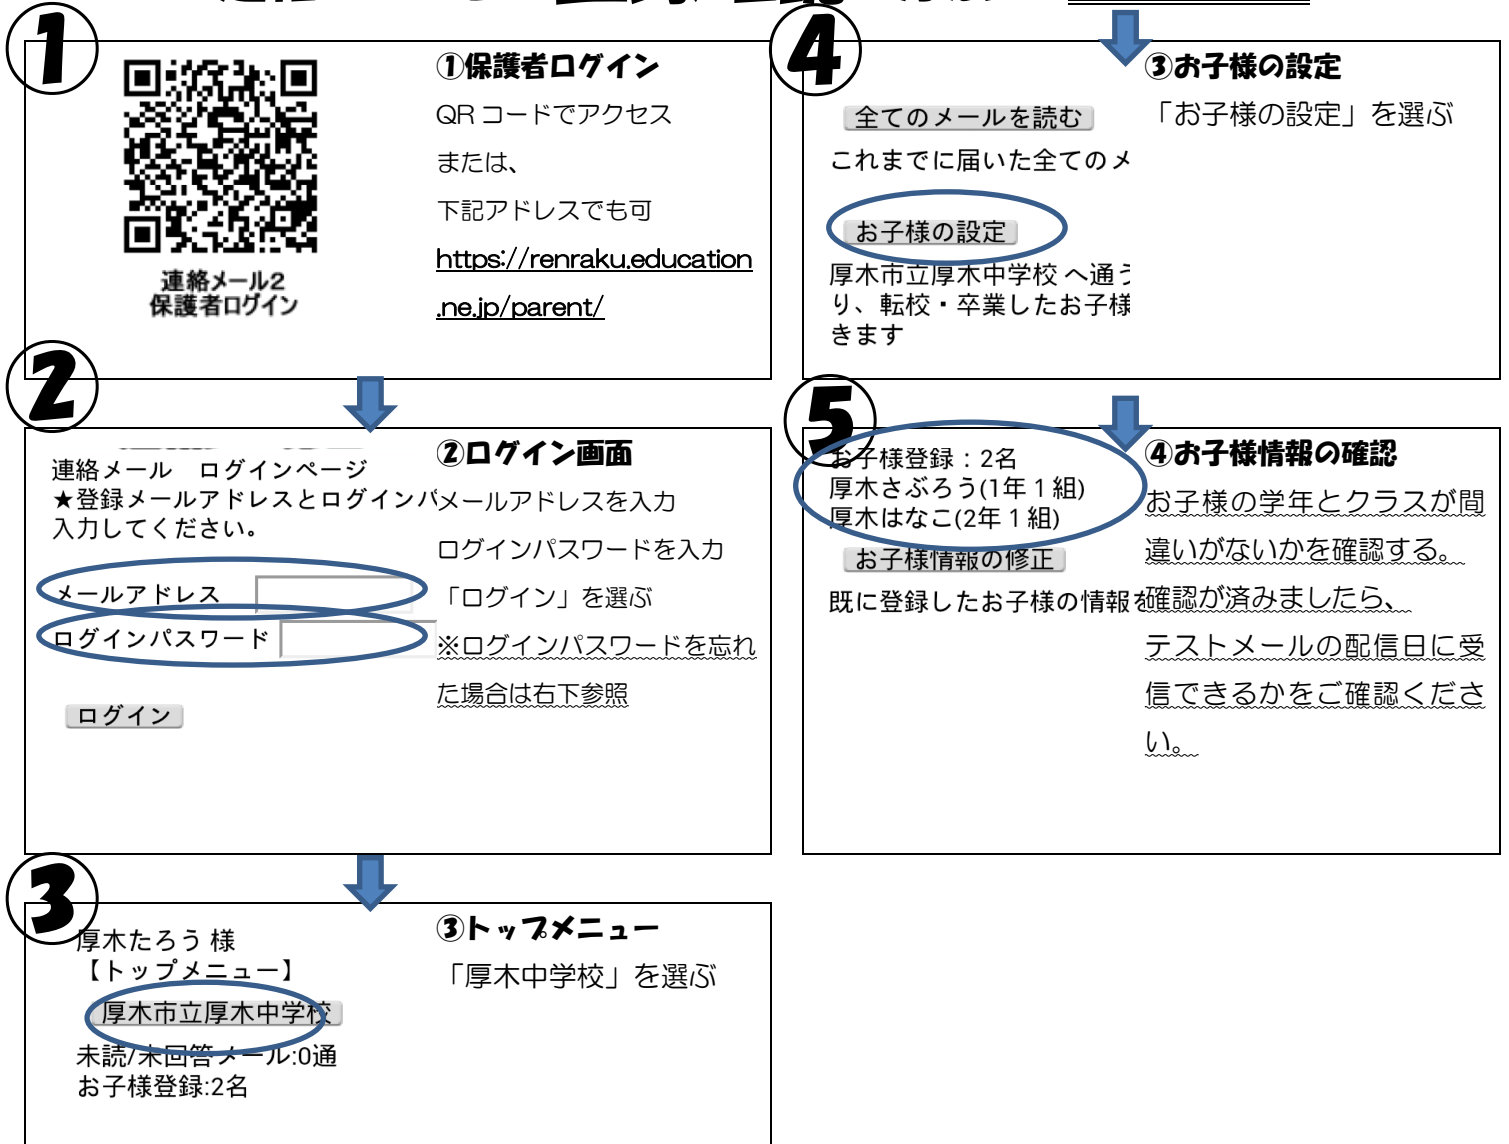 1
①保護者ログイン
QRコードでアクセス
または、
下記アドレスでも可
https://renraku.education
.ne.jp/parent/
連絡メール2
保護者ログイン
2
連絡メール ログインページ
★登録メールアドレスとログインパ
入力してください。
メールアドレス
ログインパスワード
ログイン
②ログイン画面
メールアドレスを入力
ログインパスワードを入力
「ログイン」を選ぶ
※ログインパスワードを忘れ
た場合は右下参照
3
厚木たろう 様
【トップメニュー】
厚木市立厚木中学校
未読/未回答メール:0通
お子様登録:2名
③トップメニュー
「厚木中学校」を選ぶ
4
全てのメールを読む
これまでに届いた全てのメ
お子様の設定
厚木市立厚木中学校 へ通う
り、転校・卒業したお子様
きます
③お子様の設定
「お子様の設定」を選ぶ
5
お子様登録：2名
厚木さぶろう(1年１組)
厚木はなこ(2年１組)
お子様情報の修正
既に登録したお子様の情報を
④お子様情報の確認
お子様の学年とクラスが間
違いがないかを確認する。
確認が済みましたら、
テストメールの配信日に受
信できるかをご確認くださ
い。